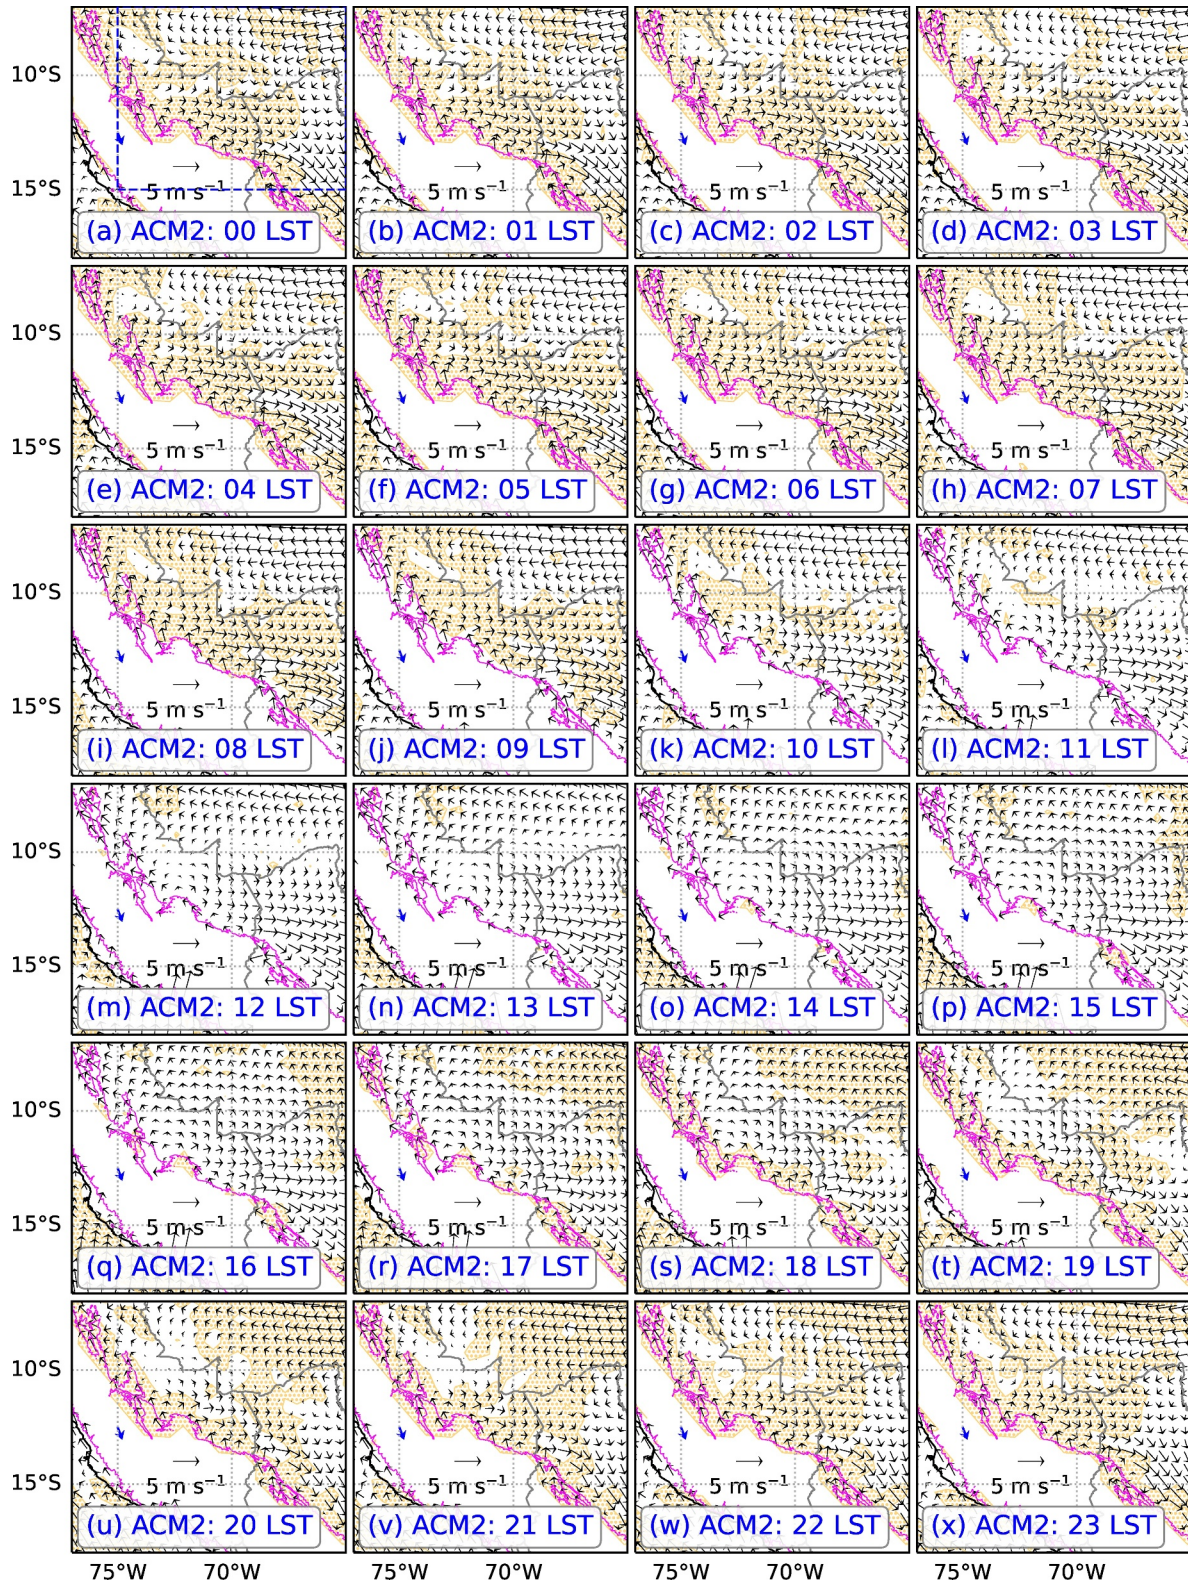 10°S
15°S
5 m s⁻¹ 5 m s⁻¹ 5 m s⁻¹ 5 m s⁻¹
(a) ACM2: 00 LST (b) ACM2: 01 LST (c) ACM2: 02 LST (d) ACM2: 03 LST
10°S
15°S
5 m s⁻¹ 5 m s⁻¹ 5 m s⁻¹ 5 m s⁻¹
(e) ACM2: 04 LST (f) ACM2: 05 LST (g) ACM2: 06 LST (h) ACM2: 07 LST
10°S
15°S
5 m s⁻¹ 5 m s⁻¹ 5 m s⁻¹ 5 m s⁻¹
(i) ACM2: 08 LST (j) ACM2: 09 LST (k) ACM2: 10 LST (l) ACM2: 11 LST
10°S
15°S
5 m s⁻¹ 5 m s⁻¹ 5 m s⁻¹ 5 m s⁻¹
(m) ACM2: 12 LST (n) ACM2: 13 LST (o) ACM2: 14 LST (p) ACM2: 15 LST
10°S
15°S
5 m s⁻¹ 5 m s⁻¹ 5 m s⁻¹ 5 m s⁻¹
(q) ACM2: 16 LST (r) ACM2: 17 LST (s) ACM2: 18 LST (t) ACM2: 19 LST
10°S
15°S
5 m s⁻¹ 5 m s⁻¹ 5 m s⁻¹ 5 m s⁻¹
(u) ACM2: 20 LST (v) ACM2: 21 LST (w) ACM2: 22 LST (x) ACM2: 23 LST
75°W 70°W 75°W 70°W 75°W 70°W 75°W 70°W